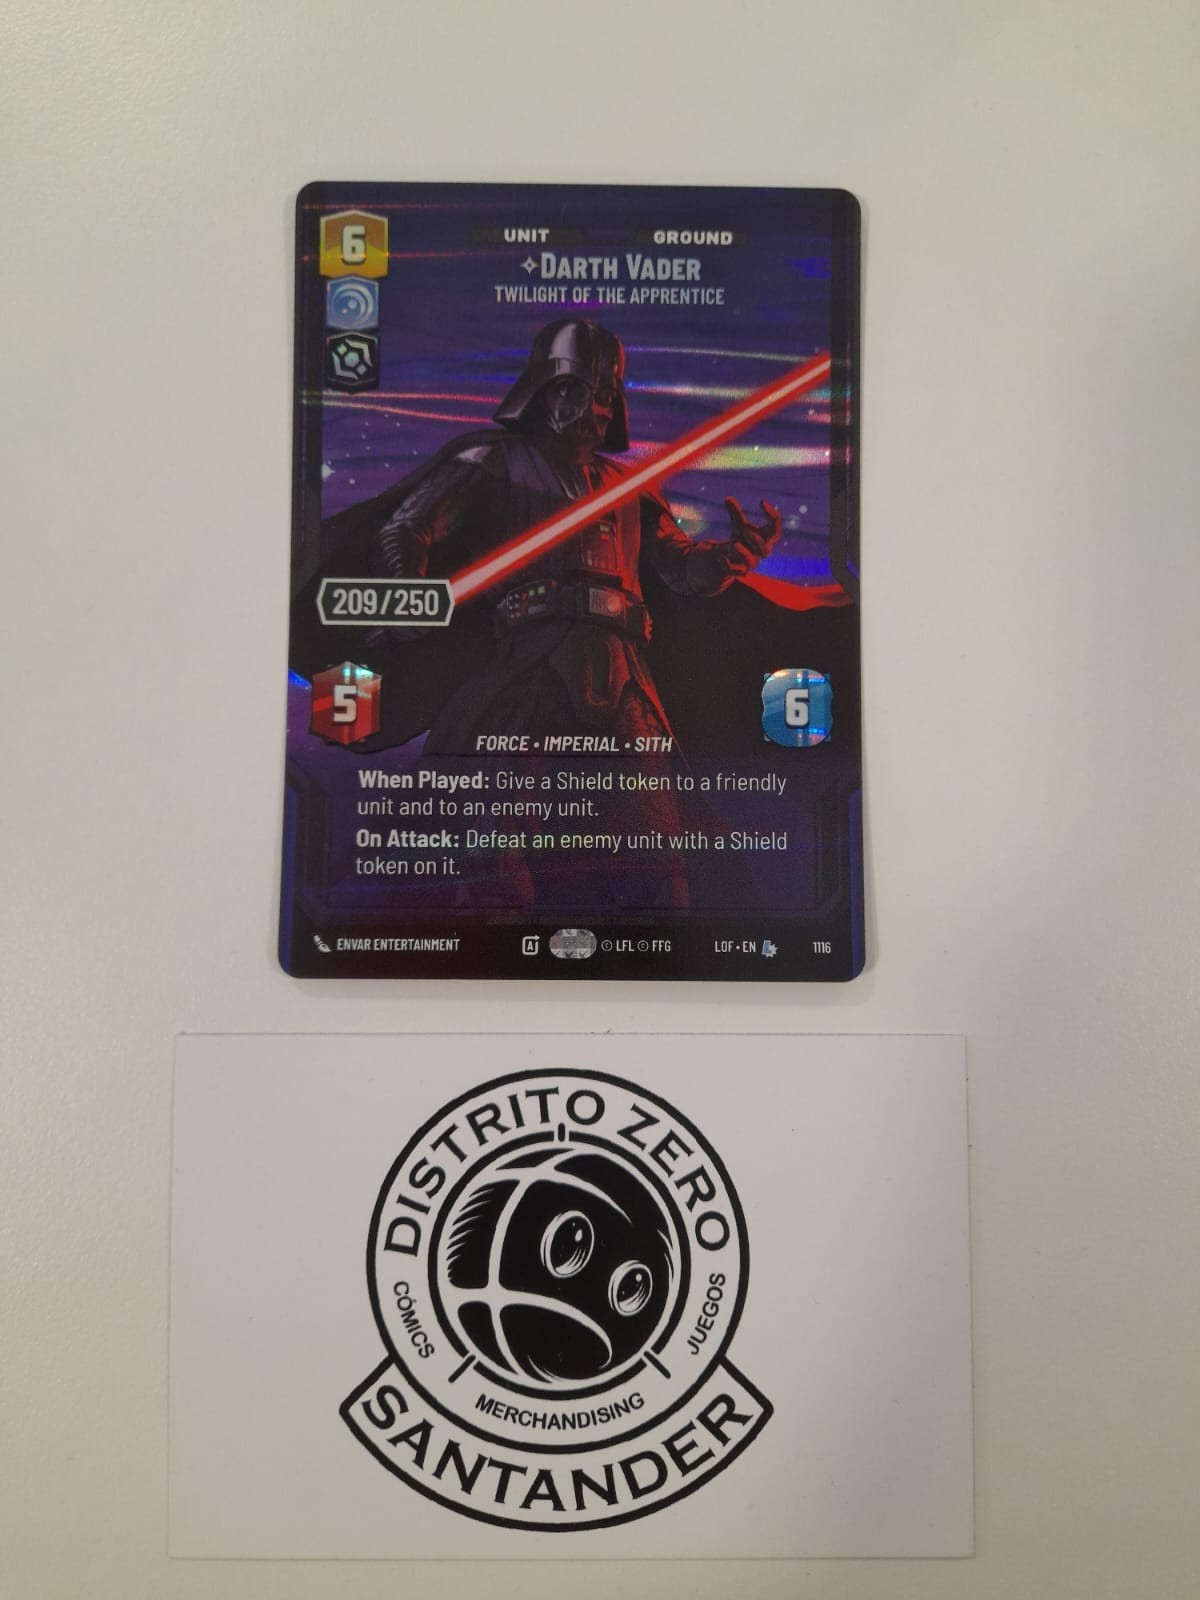 6
UNIT GROUND
DARTH VADER
TWILIGHT OF THE APPRENTICE
209/250
5
6
FORCE • IMPERIAL • SITH
When Played: Give a Shield token to a friendly
unit and to an enemy unit.
On Attack: Defeat an enemy unit with a Shield
token on it.
ENVAR ENTERTAINMENT A © LFL © FFG LOF • EN 1116
DISTRITO ZERO
CÓMICS
MERCHANDISING
JUEGOS
SANTANDER